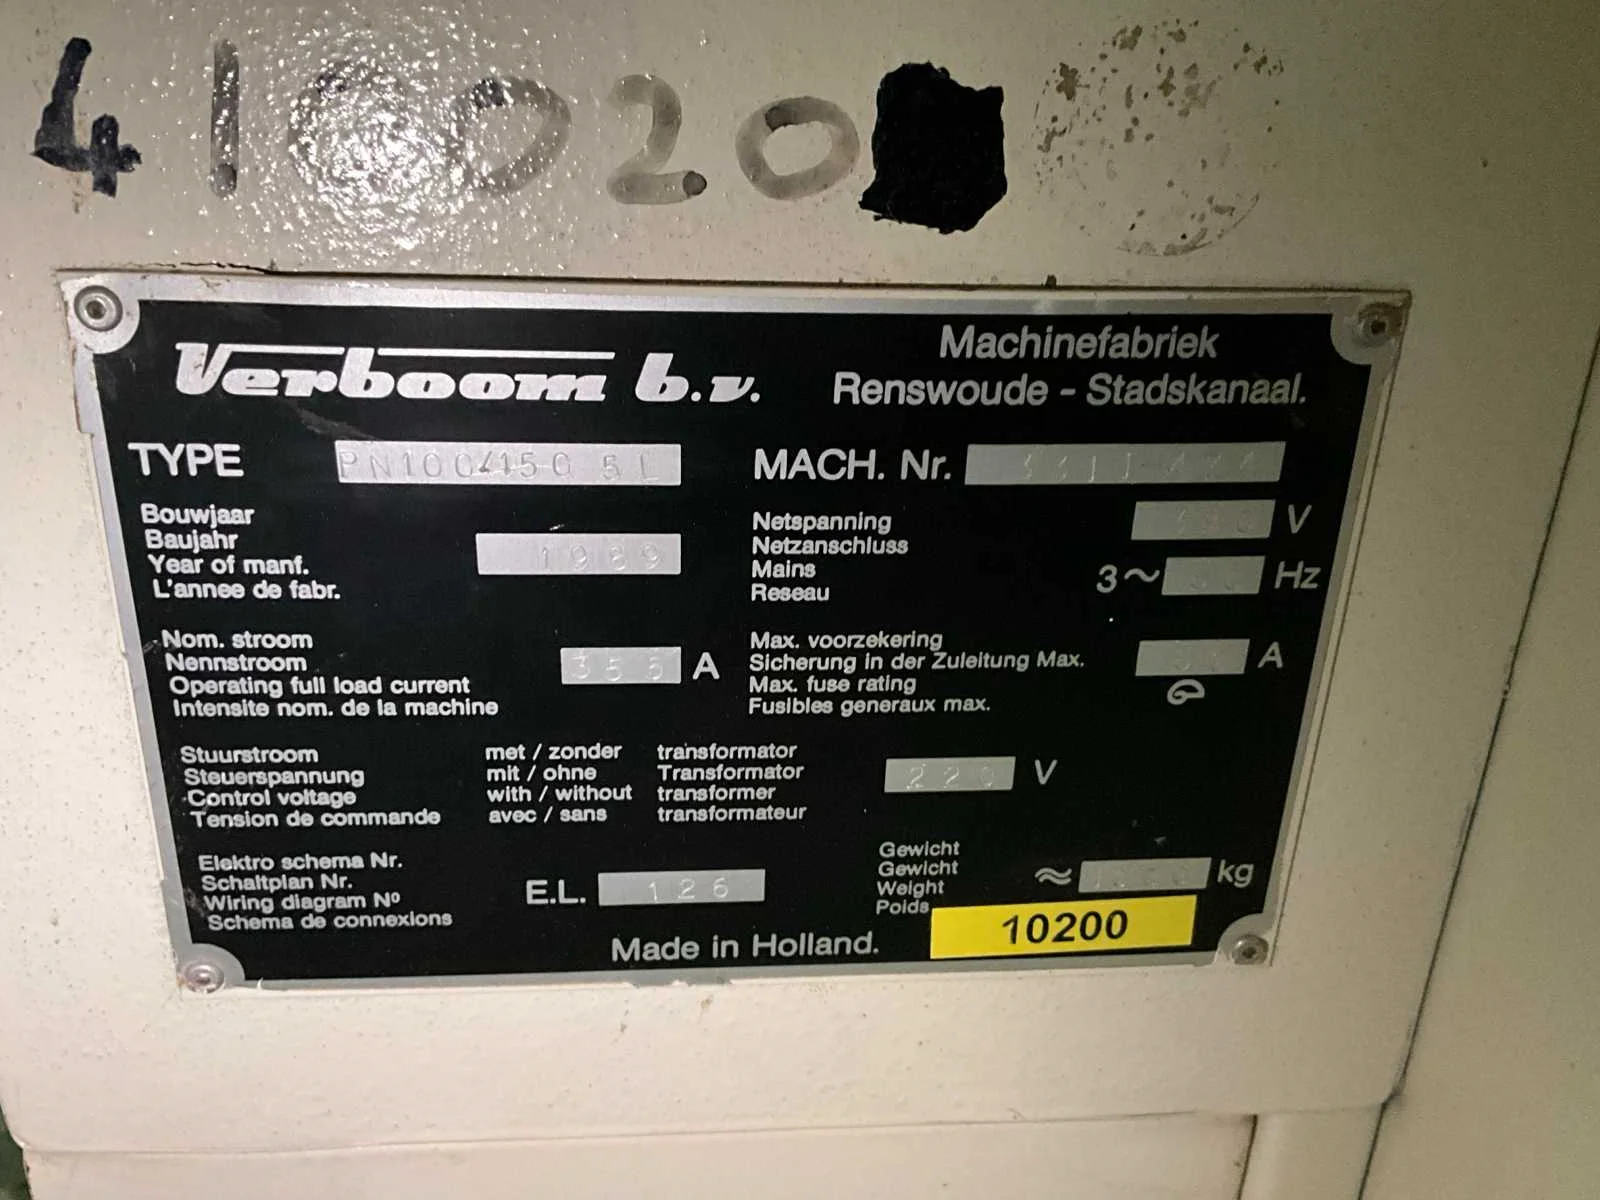 410020
Verboom b.v.
Machinefabriek
Renswoude - Stadskanaal.
TYPE PN100/150 5L
MACH. Nr.
Bouwjaar
Baujahr
Year of manf.
L'annee de fabr.
1989
Netspanning
Netzanschluss
Mains
Reseau
V
3~ Hz
Nom. stroom
Nennstroom
Operating full load current
Intensite nom. de la machine
355 A
Max. voorzekering
Sicherung in der Zuleitung Max.
Max. fuse rating
Fusibles generaux max.
A
Stuurstroom met / zonder transformator
Steuerspannung mit / ohne Transformator
Control voltage with / without transformer
Tension de commande avec / sans transformateur
220 V
Elektro schema Nr.
Schaltplan Nr.
Wiring diagram Nº
Schema de connexions
E.L. 126
Gewicht
Gewicht
Weight
Poids
≈ kg
Made in Holland.
10200